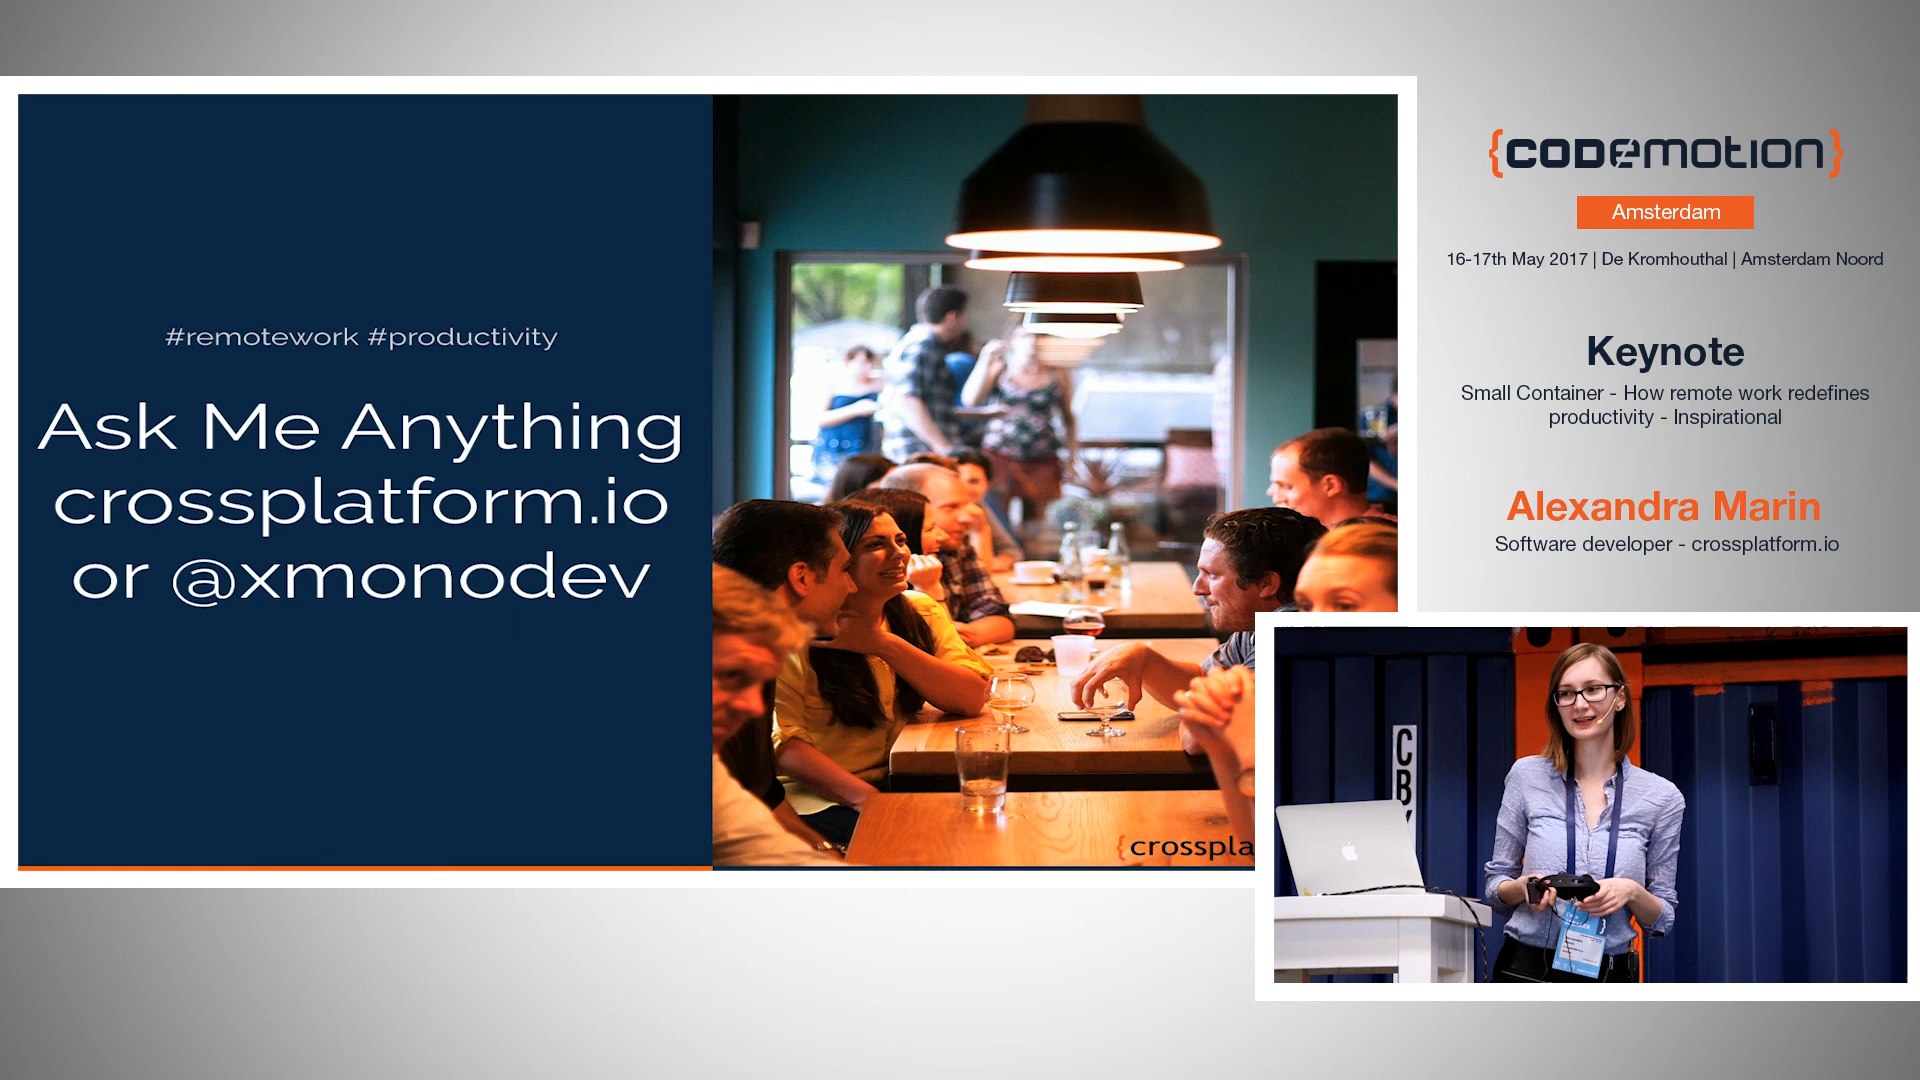 #remotework #productivity
Ask Me Anything
crossplatform.io
or @xmonodev
{crosspla
{codemotion}
Amsterdam
16-17th May 2017 | De Kromhouthal | Amsterdam Noord
Keynote
Small Container - How remote work redefines
productivity - Inspirational
Alexandra Marin
Software developer - crossplatform.io
CB